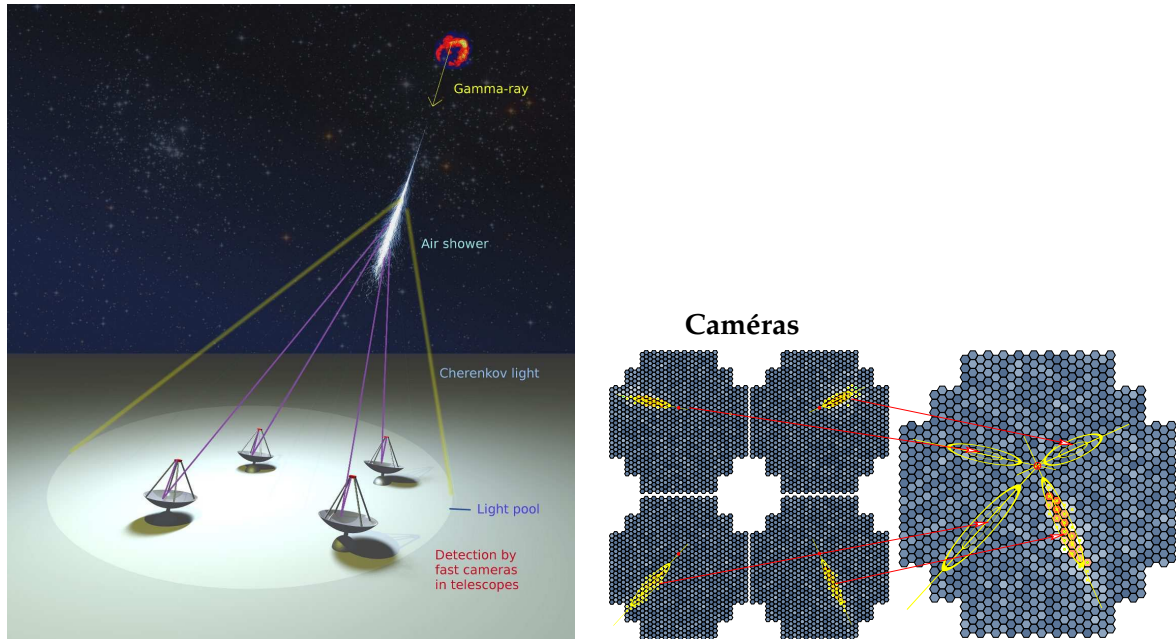 Gamma-ray
Air shower
Cherenkov light
Light pool
Detection by
fast cameras
in telescopes
Caméras